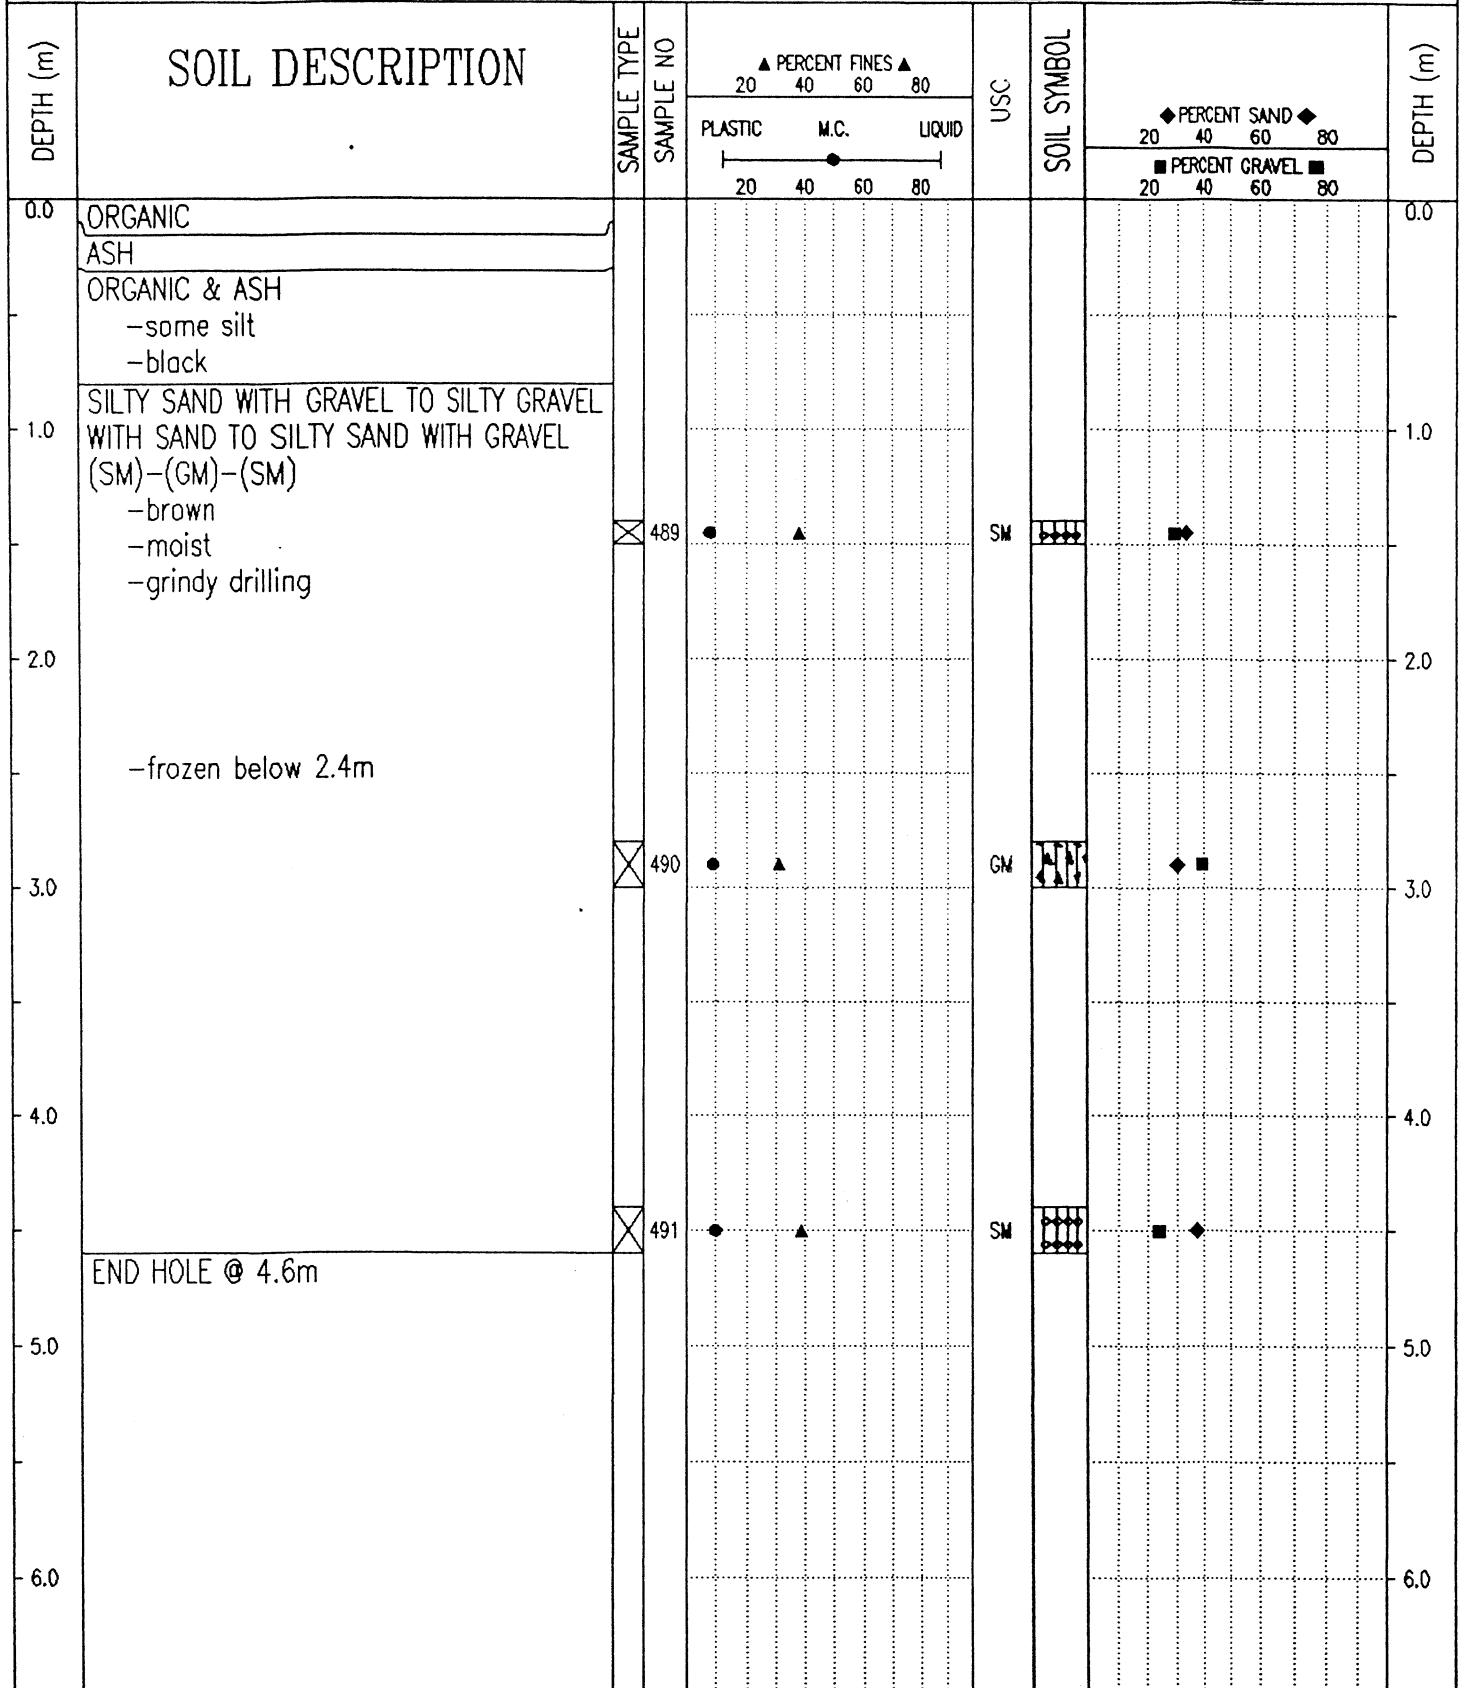 DEPTH (m)
SOIL DESCRIPTION
SAMPLE TYPE
SAMPLE NO
▲ PERCENT FINES ▲
20 40 60 80
PLASTIC M.C. LIQUID
20 40 60 80
USC
SOIL SYMBOL
◆ PERCENT SAND ◆
20 40 60 80
■ PERCENT GRAVEL ■
20 40 60 80
DEPTH (m)
0.0 ORGANIC 0.0
ASH
ORGANIC & ASH
-some silt
-black
SILTY SAND WITH GRAVEL TO SILTY GRAVEL
1.0 WITH SAND TO SILTY SAND WITH GRAVEL 1.0
(SM)-(GM)-(SM)
-brown
489 SM
-moist
-grindy drilling
2.0 2.0
-frozen below 2.4m
490 GM
3.0 3.0
4.0 4.0
491 SM
END HOLE @ 4.6m
5.0 5.0
6.0 6.0